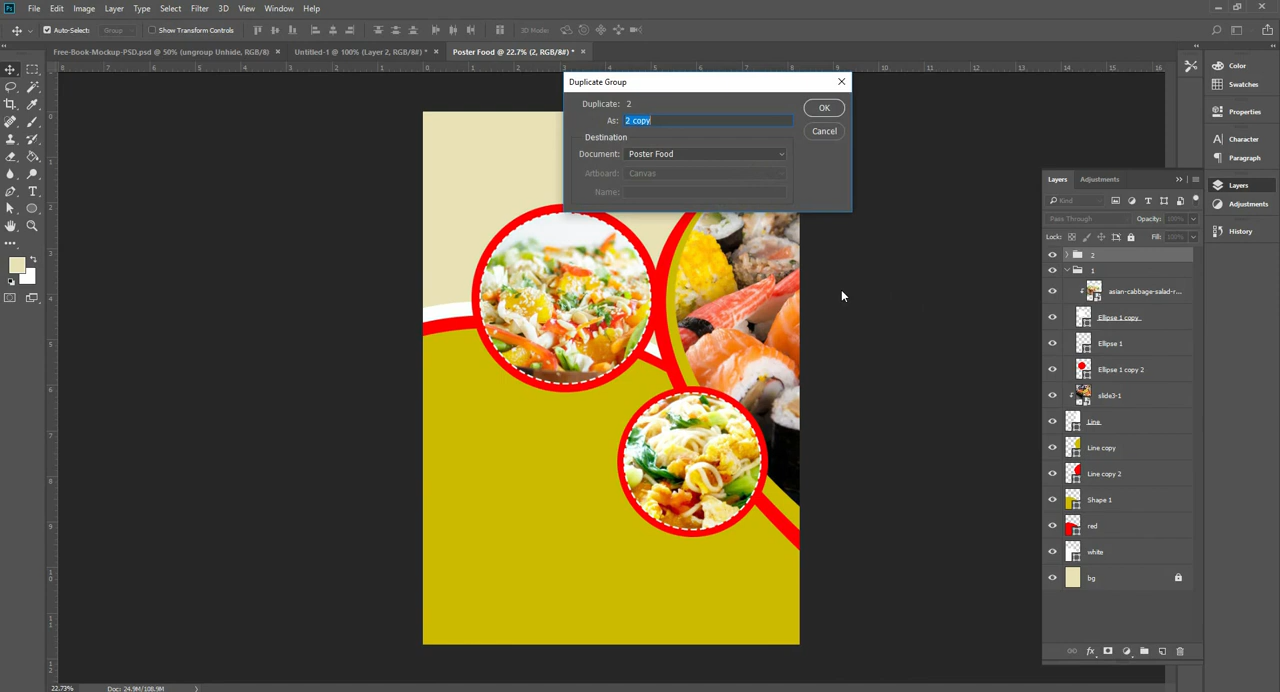 Ps File Edit Image Layer Type Select Filter 3D View Window Help
Auto-Select: Group Show Transform Controls 3D Mode:
Free-Book-Mockup-PSD.psd @ 50% (ungroup Unhide, RGB/8) × Untitled-1 @ 100% (Layer 2, RGB/8#) * × Poster Food @ 22.7% (2, RGB/8#) * ×
Duplicate Group
Duplicate: 2
As: 2 copy
OK
Cancel
Destination
Document: Poster Food
Artboard: Canvas
Name:
Color
Swatches
Properties
Character
Paragraph
Layers
Adjustments
History
Layers Adjustments
Kind
Pass Through Opacity: 100%
Lock: Fill: 100%
2
1
asian-cabbage-salad-r...
Ellipse 1 copy
Ellipse 1
Ellipse 1 copy 2
slide3-1
Line
Line copy
Line copy 2
Shape 1
red
white
bg
22.73% Doc: 24.9M/108.9M